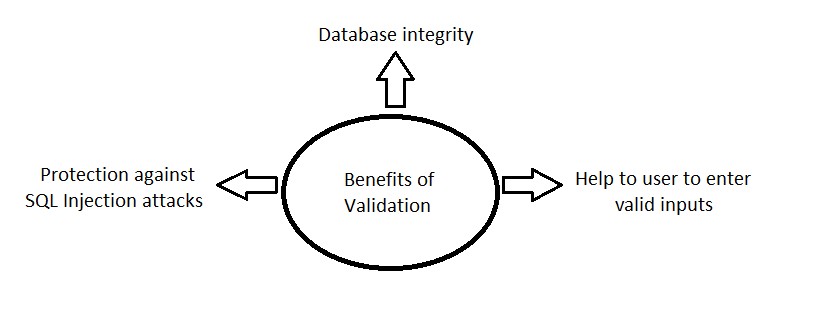 Database integrity
Protection against
SQL Injection attacks
Benefits of
Validation
Help to user to enter
valid inputs